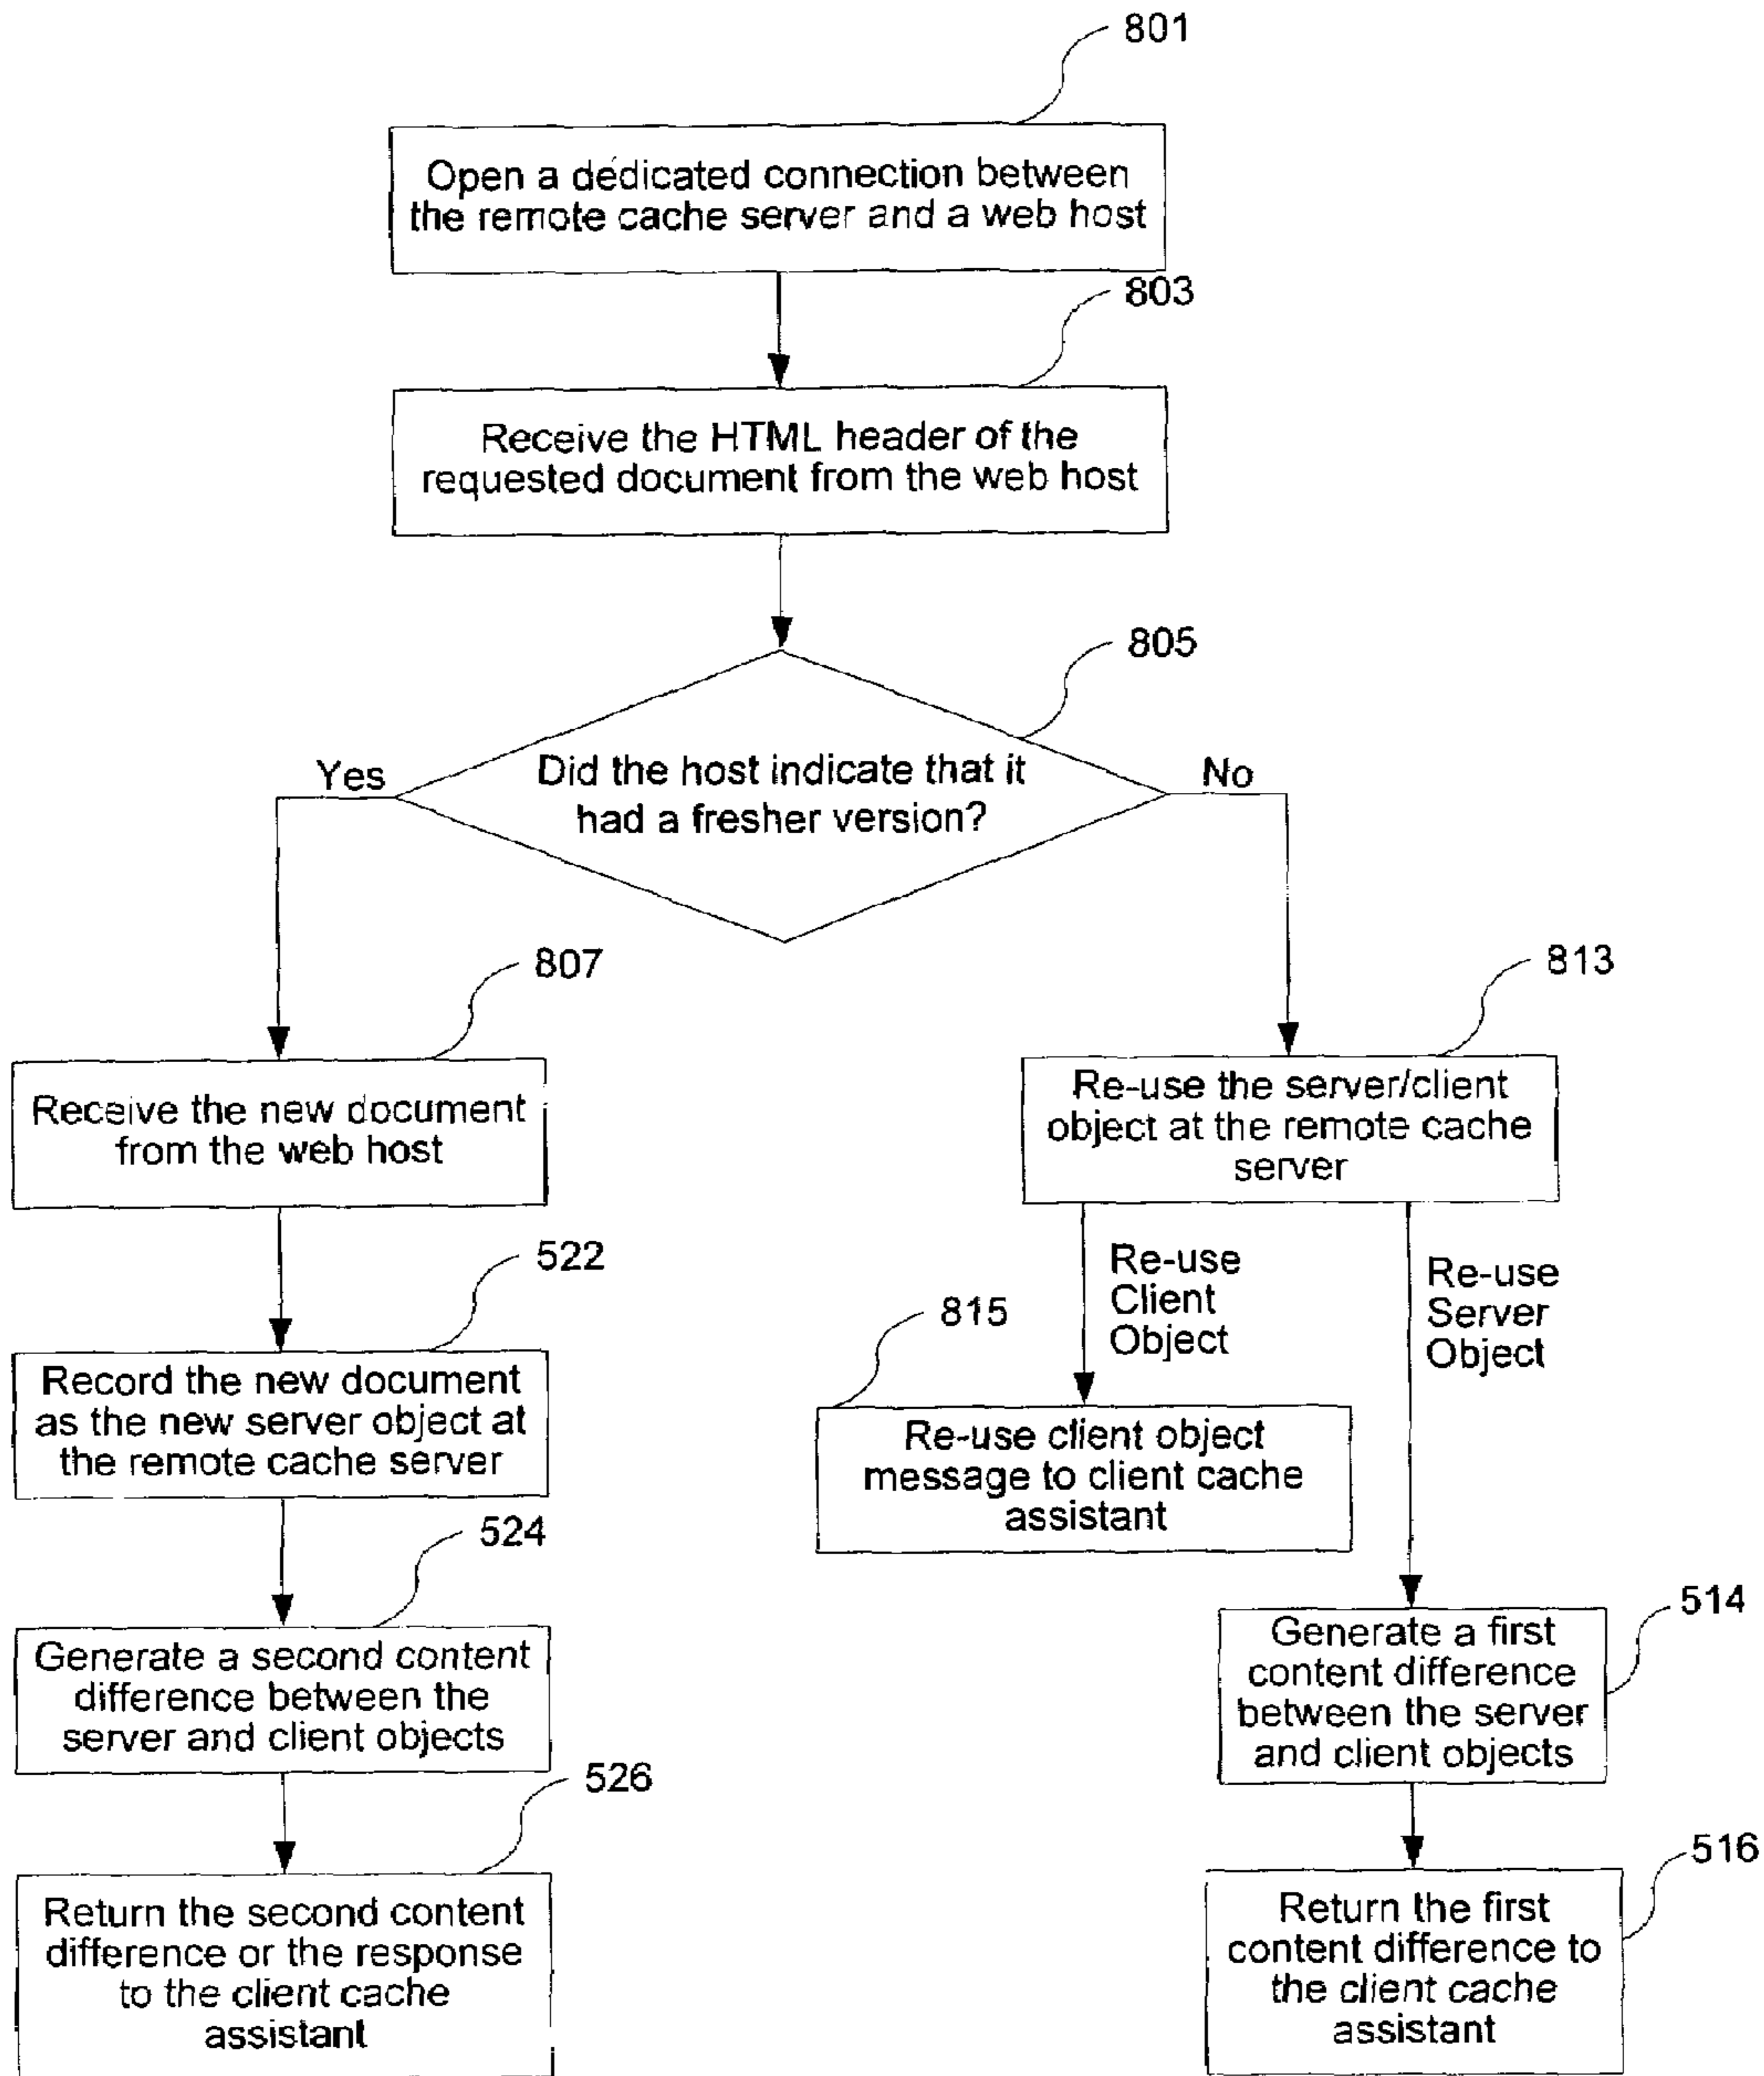 801
Open a dedicated connection between
the remote cache server and a web host
803
Receive the HTML header of the
requested document from the web host
805
Did the host indicate that it
had a fresher version?
Yes
No
807
Receive the new document
from the web host
813
Re-use the server/client
object at the remote cache
server
522
Record the new document
as the new server object at
the remote cache server
Re-use
Client
Object
Re-use
Server
Object
815
Re-use client object
message to client cache
assistant
524
Generate a second content
difference between the
server and client objects
514
Generate a first
content difference
between the server
and client objects
526
Return the second content
difference or the response
to the client cache
assistant
516
Return the first
content difference to
the client cache
assistant